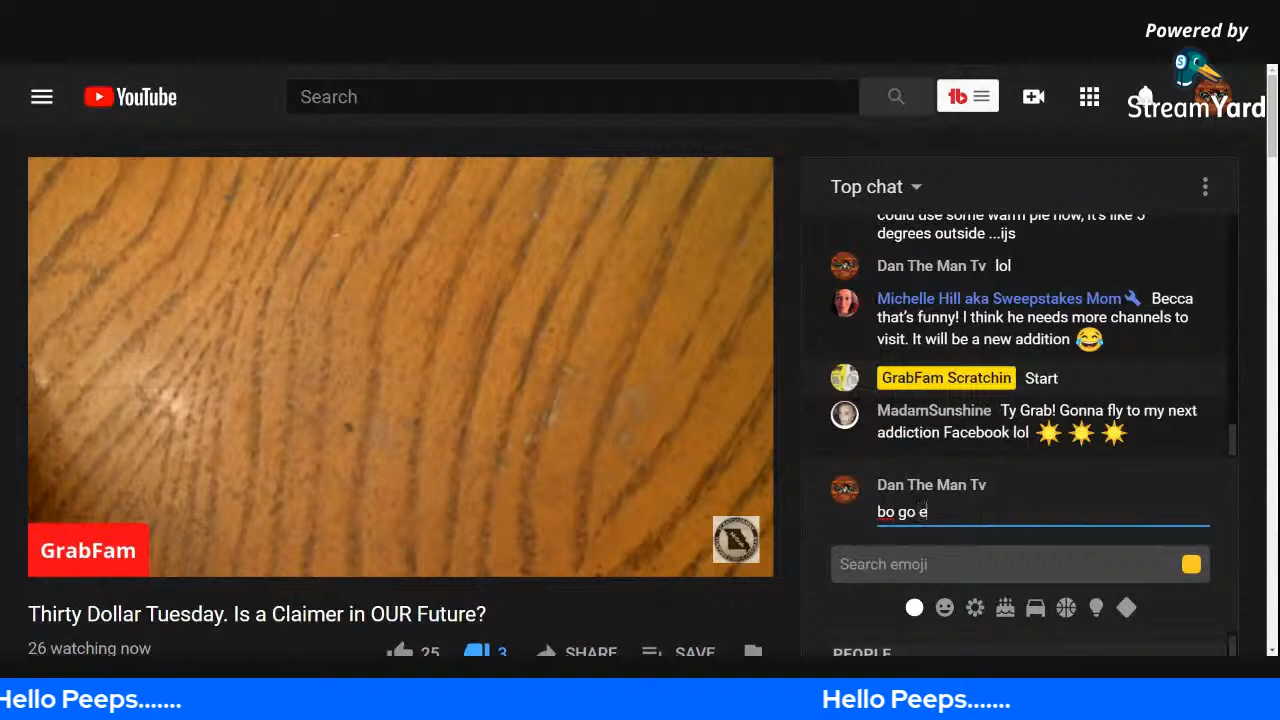 Powered by
StreamYard
YouTube
Search
Top chat
could use some warm pie now, it's like 5
degrees outside ...ijs
Dan The Man Tv lol
Michelle Hill aka Sweepstakes Mom Becca
that's funny! I think he needs more channels to
visit. It will be a new addition
GrabFam Scratchin Start
MadamSunshine Ty Grab! Gonna fly to my next
addiction Facebook lol
Dan The Man Tv
bo go e
Search emoji
PEOPLE
GrabFam
Thirty Dollar Tuesday. Is a Claimer in OUR Future?
26 watching now
25
3
SHARE
SAVE
Hello Peeps.......
Hello Peeps.......